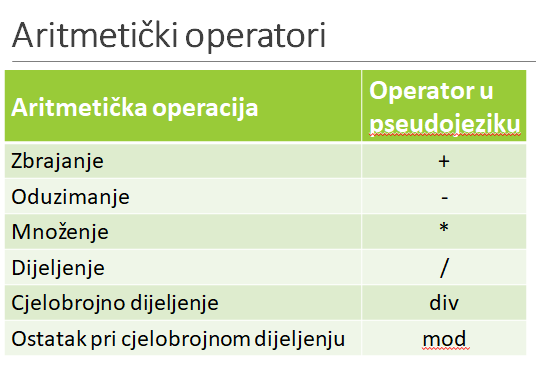 Aritmetički operatori
Aritmetička operacija
Operator u
pseudojeziku
Zbrajanje +
Oduzimanje -
Množenje *
Dijeljenje /
Cjelobrojno dijeljenje div
Ostatak pri cjelobrojnom dijeljenju mod